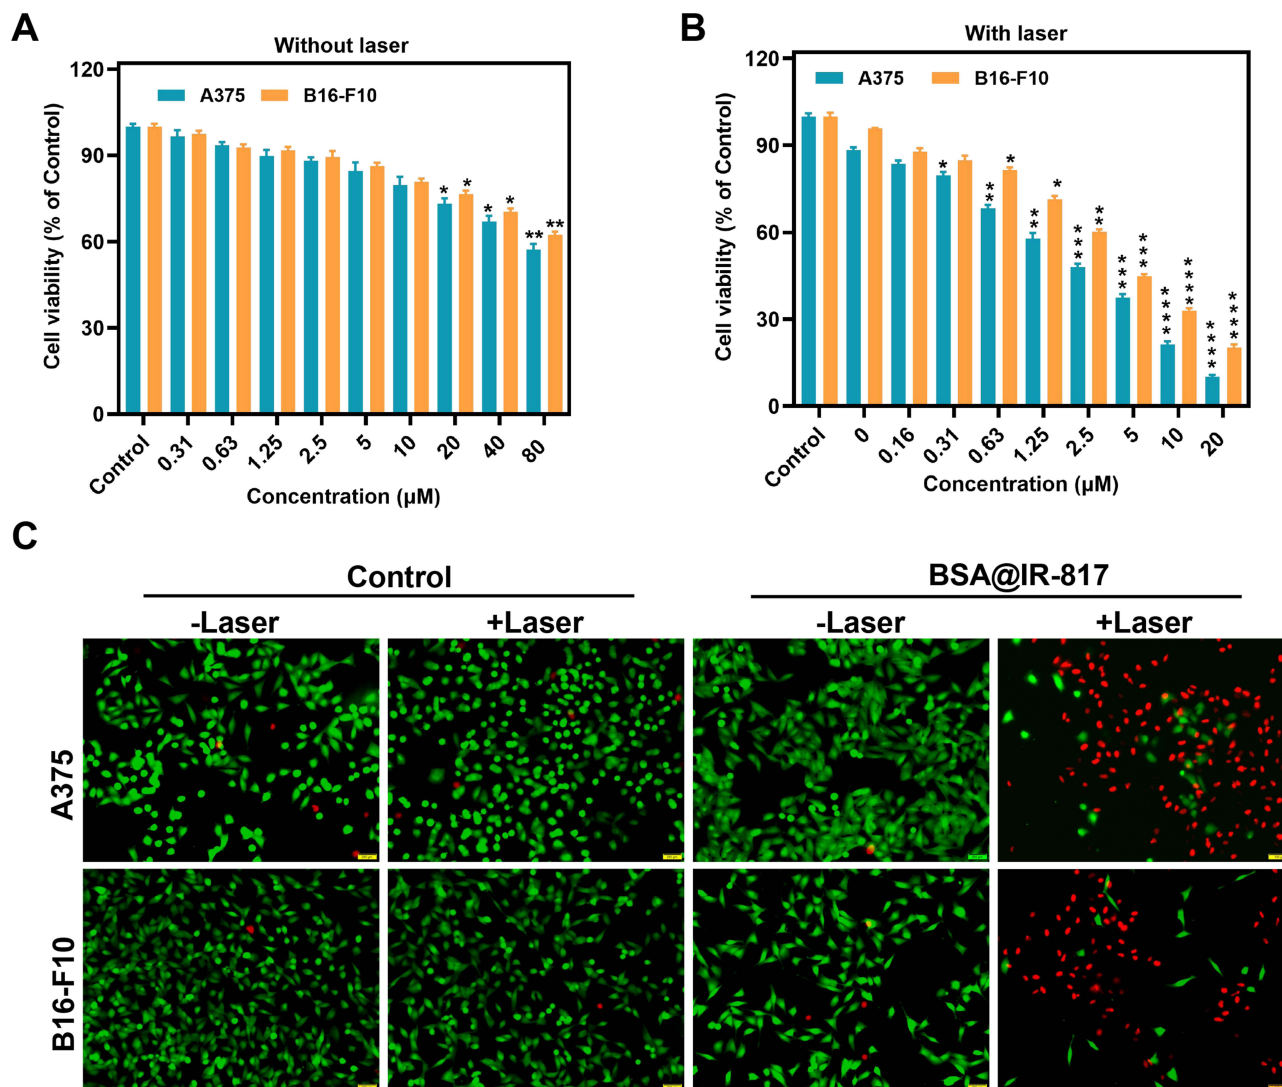 A
Without laser
120
90
60
30
0
Cell viability (% of Control)
A375
B16-F10
* * * * ** **
Control 0.31 0.63 1.25 2.5 5 10 20 40 80
Concentration (µM)
B
With laser
120
90
60
30
0
Cell viability (% of Control)
A375
B16-F10
* ** * ** * *** ** *** *** **** **** **** ****
Control 0 0.16 0.31 0.63 1.25 2.5 5 10 20
Concentration (µM)
C
Control
BSA@IR-817
-Laser
+Laser
-Laser
+Laser
A375
B16-F10